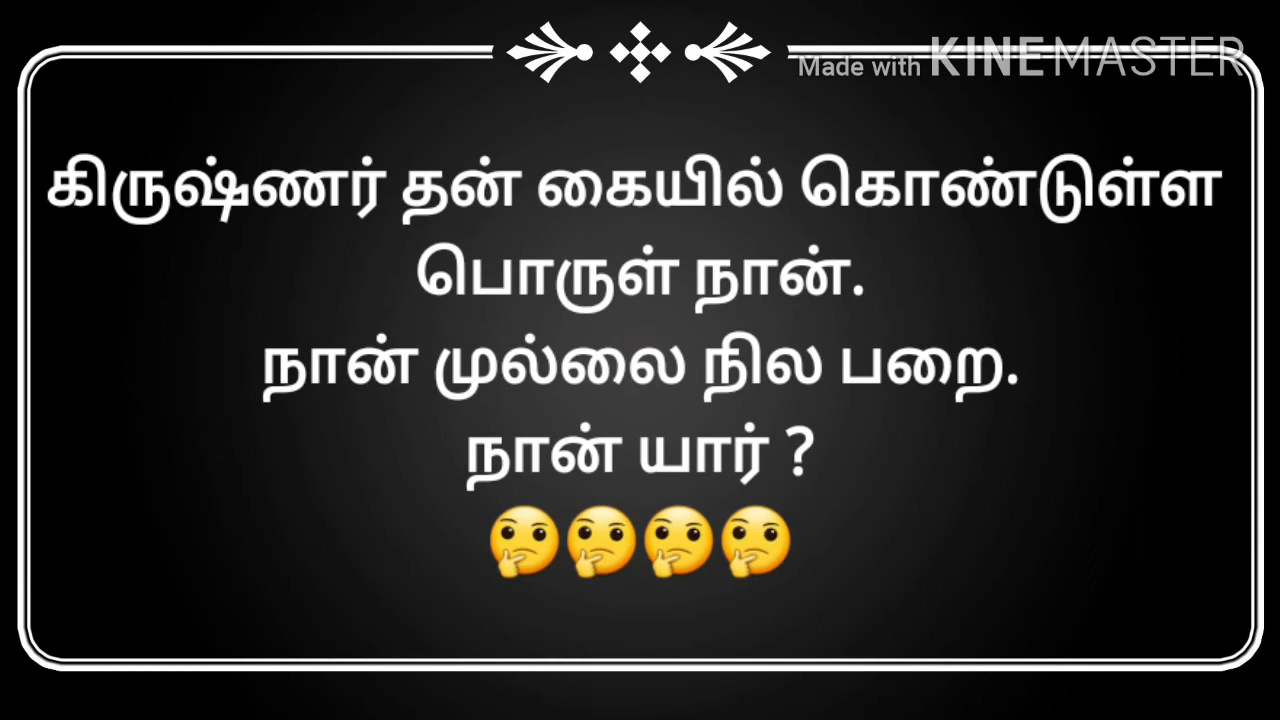 Made with KINEMASTER
கிருஷ்ணர் தன் கையில் கொண்டுள்ள
பொருள் நான்.
நான் முல்லை நில பறை.
நான் யார் ?